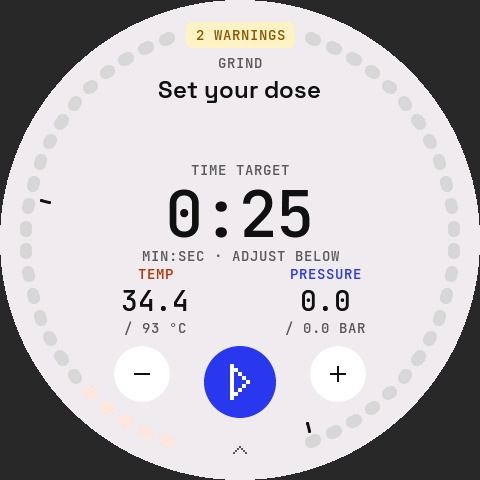 2 WARNINGS
GRIND
Set your dose
TIME TARGET
0:25
MIN:SEC · ADJUST BELOW
TEMP PRESSURE
34.4 0.0
/ 93 °C / 0.0 BAR
− +